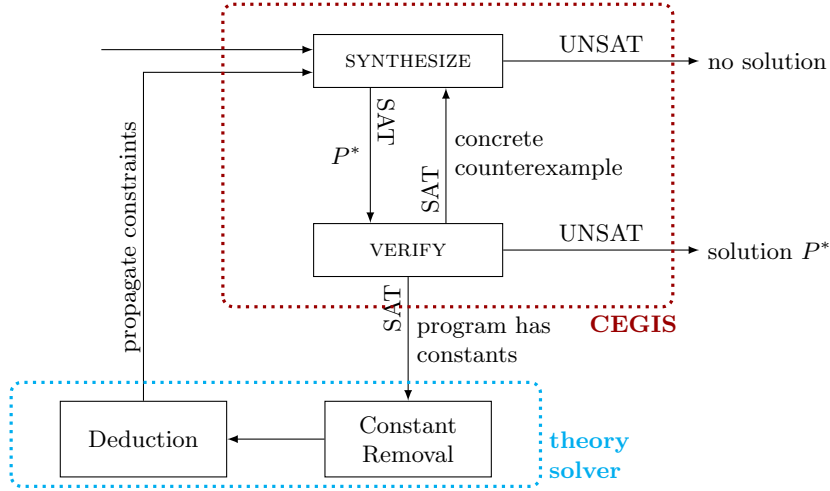 UNSAT
SYNTHESIZE
no solution
SAT
P*
concrete
counterexample
SAT
propagate constraints
UNSAT
VERIFY
solution P*
SAT
program has
constants
CEGIS
Deduction
Constant
Removal
theory
solver